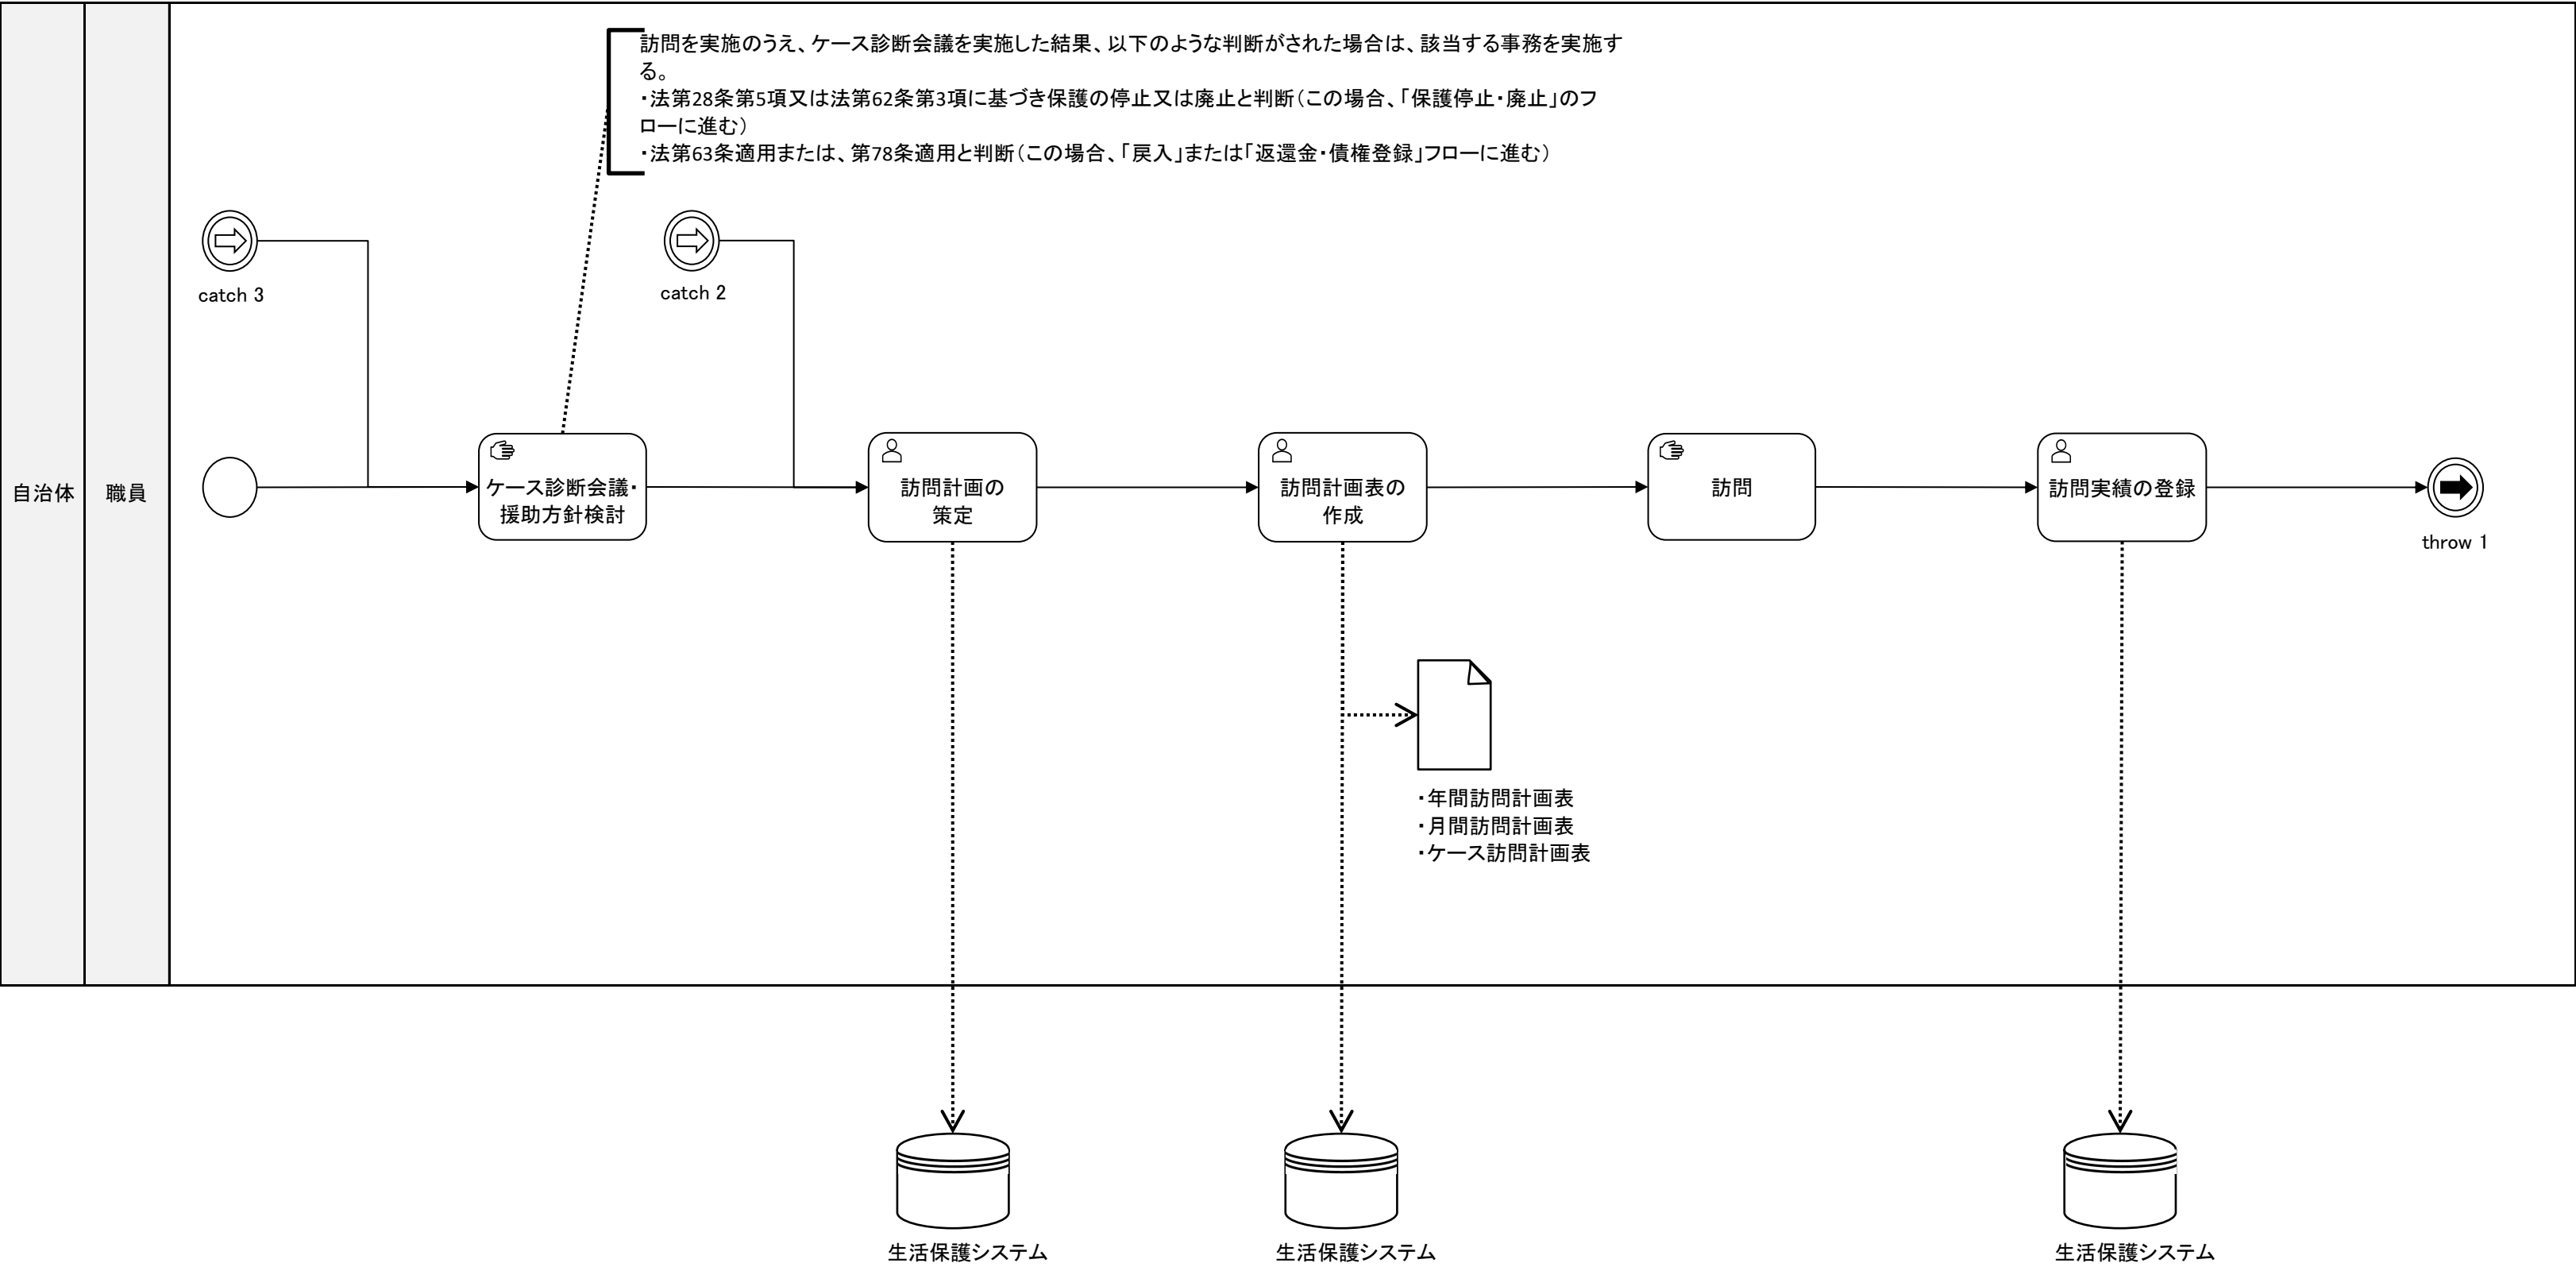 訪問を実施のうえ、ケース診断会議を実施した結果、以下のような判断がされた場合は、該当する事務を実施す
る。
・法第28条第5項又は法第62条第3項に基づき保護の停止又は廃止と判断（この場合、「保護停止・廃止」のフ
ローに進む）
・法第63条適用または、第78条適用と判断（この場合、「戻入」または「返還金・債権登録」フローに進む）
catch 3
catch 2
自治体
職員
ケース診断会議・
援助方針検討
訪問計画の
策定
訪問計画表の
作成
訪問
訪問実績の登録
throw 1
・年間訪問計画表
・月間訪問計画表
・ケース訪問計画表
生活保護システム
生活保護システム
生活保護システム